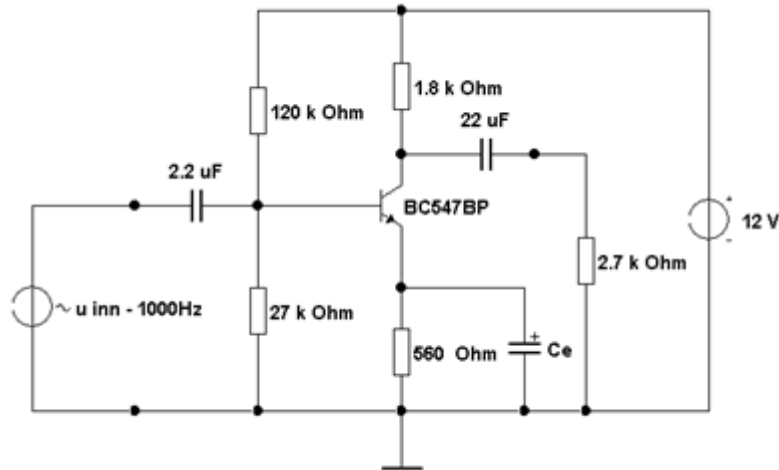 1.8 k Ohm
120 k Ohm
22 uF
2.2 uF
BC547BP
+
12 V
-
2.7 k Ohm
~ u inn - 1000Hz
27 k Ohm
560 Ohm
+
Ce